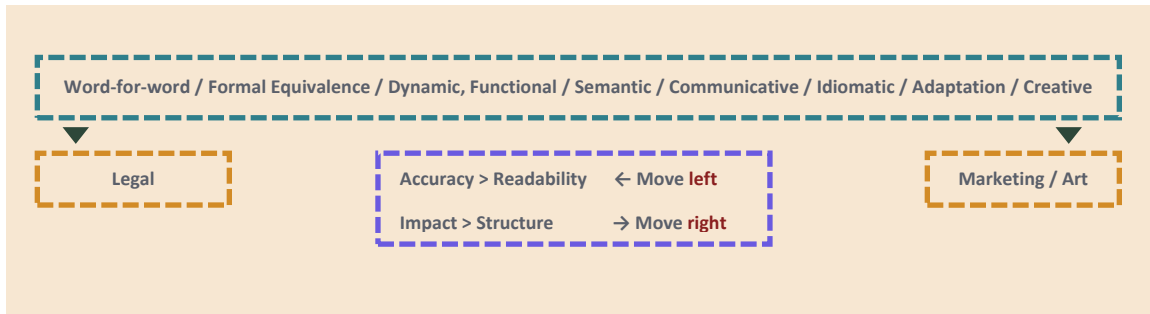 Word-for-word / Formal Equivalence / Dynamic, Functional / Semantic / Communicative / Idiomatic / Adaptation / Creative
Legal
Accuracy > Readability ← Move left
Impact > Structure → Move right
Marketing / Art